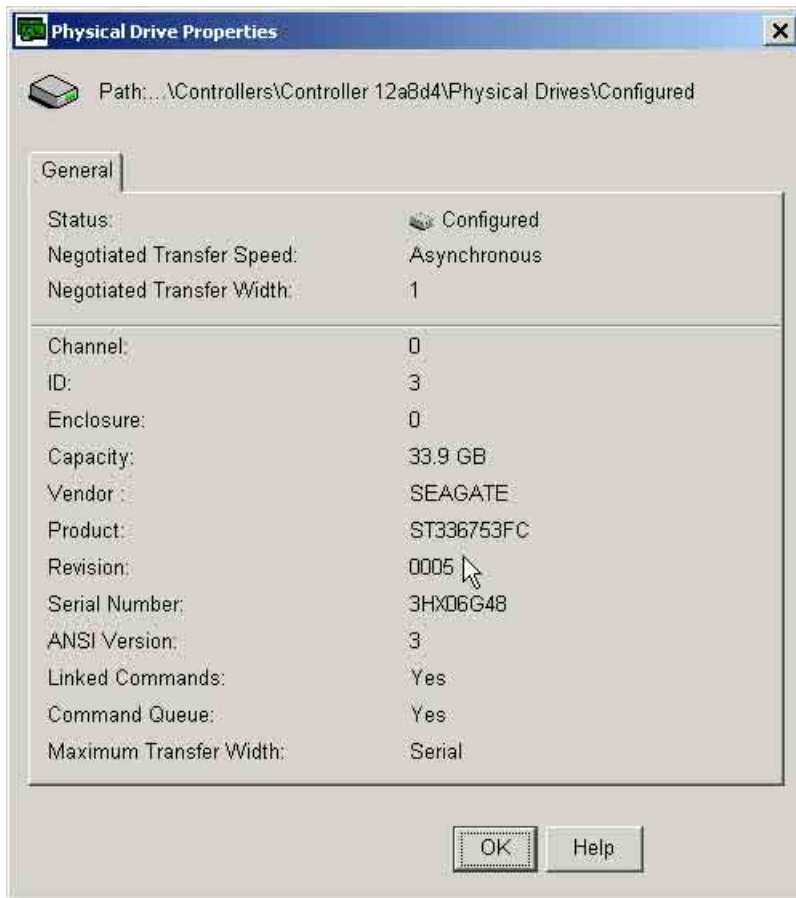 Physical Drive Properties
Path:...\Controllers\Controller 12a8d4\Physical Drives\Configured
General
Status: Configured
Negotiated Transfer Speed: Asynchronous
Negotiated Transfer Width: 1
Channel: 0
ID: 3
Enclosure: 0
Capacity: 33.9 GB
Vendor : SEAGATE
Product: ST336753FC
Revision: 0005
Serial Number: 3HX06G48
ANSI Version: 3
Linked Commands: Yes
Command Queue: Yes
Maximum Transfer Width: Serial
OK Help